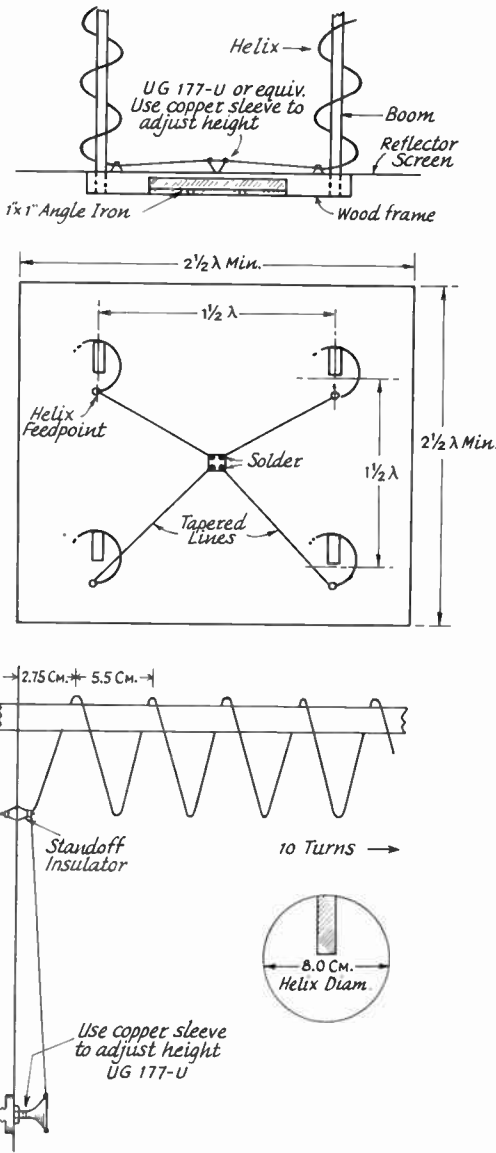 Helix
UG 177-U or equiv.
Use copper sleeve to
adjust height
Boom
Reflector
Screen
1"x1" Angle Iron
Wood frame
2½ λ Min.
1½ λ
Helix
Feedpoint
Solder
2½ λ Min.
1½ λ
Tapered
Lines
2.75 CM.
5.5 CM.
Standoff
Insulator
10 Turns
8.0 CM.
Helix Diam.
Use copper sleeve
to adjust height
UG 177-U